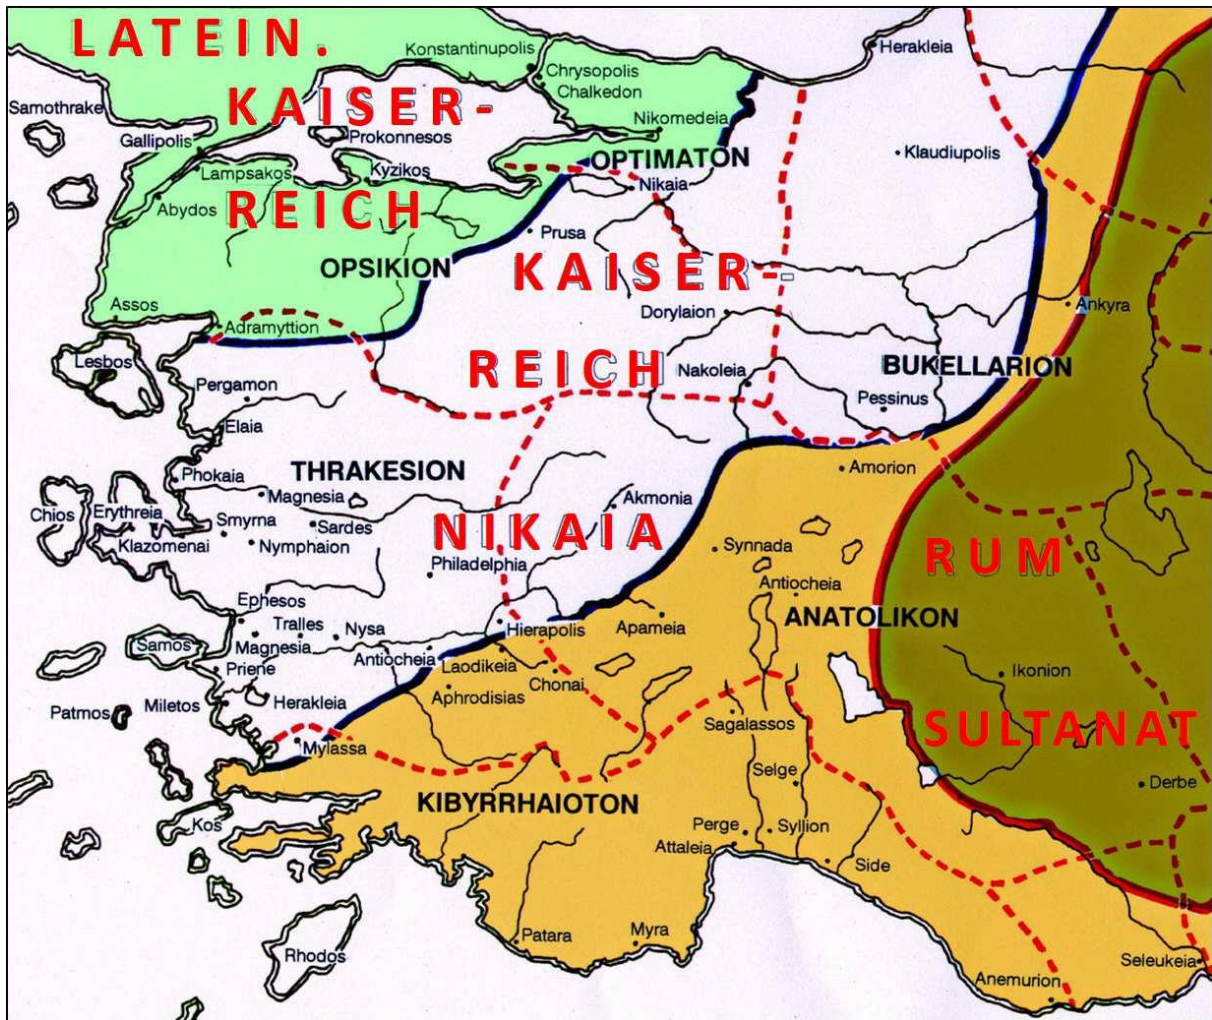 LATEIN.
KAISER-
REICH
Konstantinupolis
Herakleia
Chrysopolis
Chalkedon
Samothrake
Prokonnesos
Nikomedeia
Gallipolis
OPTIMATON
Klaudiupolis
Lampsakos
Kyzikos
Nikaia
Abydos
Prusa
KAISER-
REICH
NIKAIA
OPSIKION
Assos
Adramyttion
Dorylaion
Ankyra
Lesbos
Pergamon
Nakoleia
BUKELLARION
Pessinus
Elaia
THRAKESION
Amorion
Phokaia
Magnesia
Akmonia
Chios
Erythreia
Smyrna
Sardes
Klazomenai
Nymphaion
Synnada
RUM
SULTANAT
Philadelphia
Antiocheia
Ephesos
Tralles
Nysa
Hierapolis
Apameia
ANATOLIKON
Samos
Magnesia
Antiocheia
Laodikeia
Priene
Chonai
Ikonion
Aphrodisias
Patmos
Miletos
Herakleia
Sagalassos
Mylassa
Selge
Derbe
KIBYRRHAIOTON
Kos
Perge
Syllion
Attaleia
Side
Rhodos
Patara
Myra
Seleukeia
Anemurion